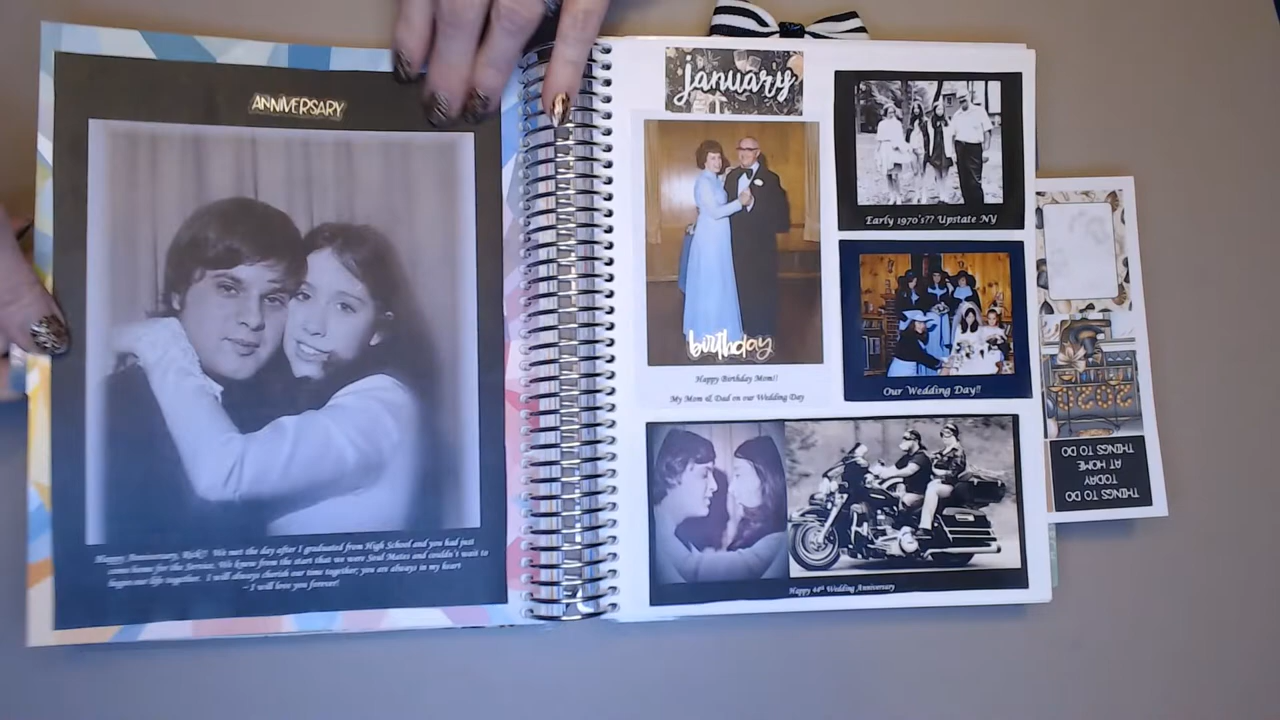 ANNIVERSARY
Happy Anniversary, Rick!! We met the day after I graduated from High School and you had just
come home for the Service. We knew from the start that we were Soul Mates and couldn't wait to
begin our life together. I will always cherish our time together; you are always in my heart
~ I will love you forever!
january
birthday
Happy Birthday Mom!!
My Mom & Dad on our Wedding Day
Early 1970's?? Upstate NY
Our Wedding Day!!
Happy 44th Wedding Anniversary
THINGS TO DO
TODAY
AT HOME
THINGS TO DO